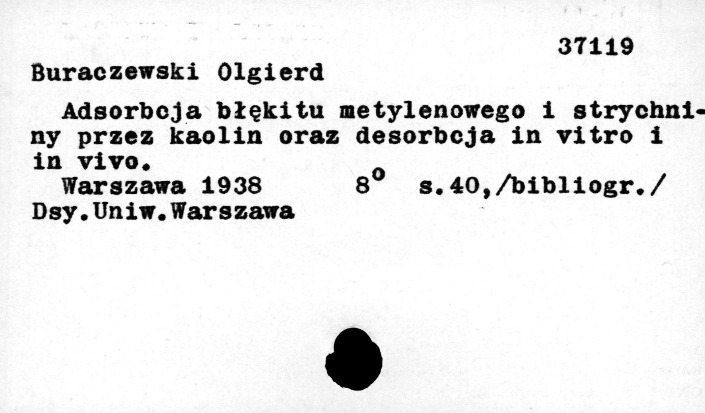 37119
Buraczewski Olgierd
Adsorbcja błękitu metylenowego i strychni-
ny przez kaolin oraz desorbcja in vitro i
in vivo.
Warszawa 1938 8° s.40,/bibliogr./
Dsy.Uniw.Warszawa